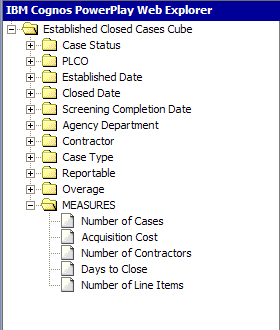 IBM Cognos PowerPlay Web Explorer
Established Closed Cases Cube
Case Status
PLCO
Established Date
Closed Date
Screening Completion Date
Agency Department
Contractor
Case Type
Reportable
Overage
MEASURES
Number of Cases
Acquisition Cost
Number of Contractors
Days to Close
Number of Line Items